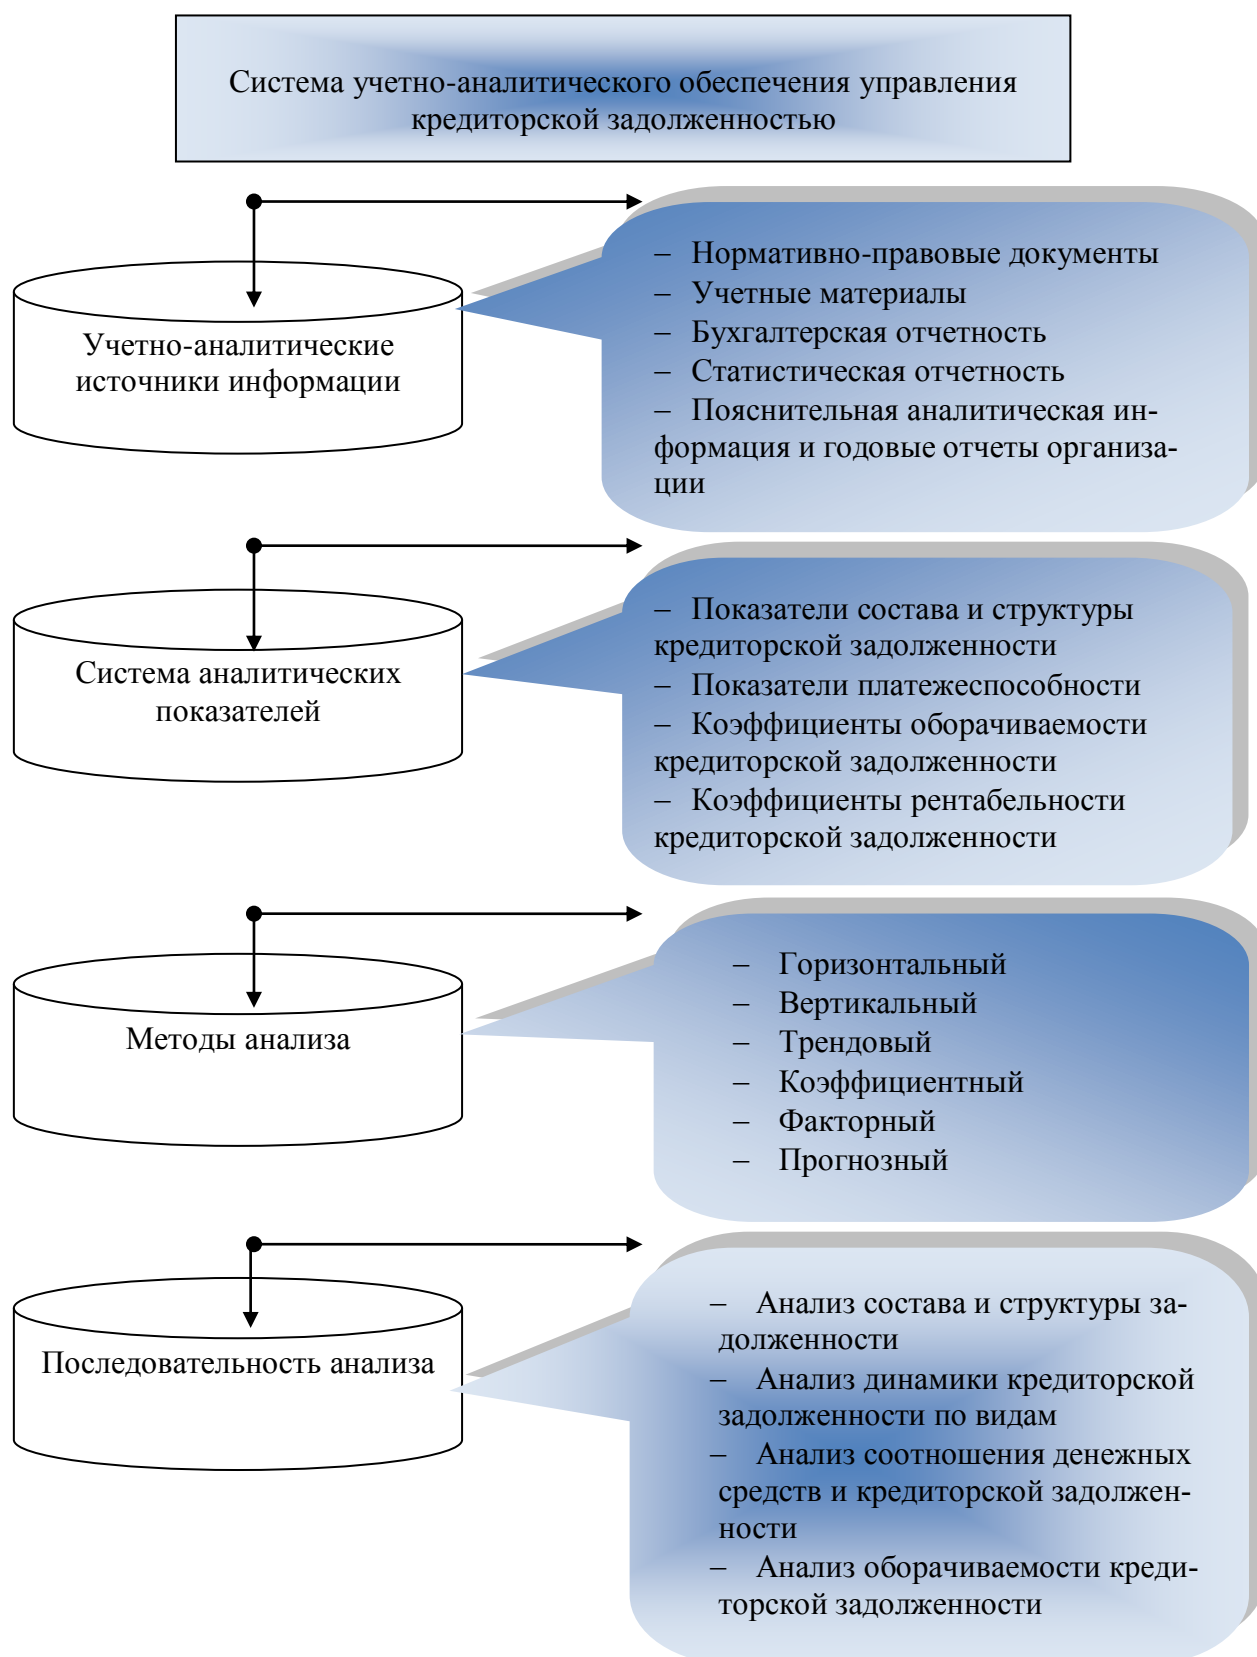 Система учетно-аналитического обеспечения управления
кредиторской задолженностью
Учетно-аналитические
источники информации
– Нормативно-правовые документы
– Учетные материалы
– Бухгалтерская отчетность
– Статистическая отчетность
– Пояснительная аналитическая ин-
формация и годовые отчеты организа-
ции
Система аналитических
показателей
– Показатели состава и структуры
кредиторской задолженности
– Показатели платежеспособности
– Коэффициенты оборачиваемости
кредиторской задолженности
– Коэффициенты рентабельности
кредиторской задолженности
Методы анализа
– Горизонтальный
– Вертикальный
– Трендовый
– Коэффициентный
– Факторный
– Прогнозный
Последовательность анализа
– Анализ состава и структуры за-
долженности
– Анализ динамики кредиторской
задолженности по видам
– Анализ соотношения денежных
средств и кредиторской задолжен-
ности
– Анализ оборачиваемости креди-
торской задолженности